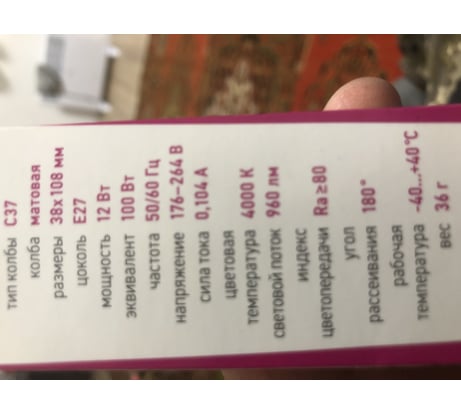 тип колбы C37
колба матовая
размеры 38x108 мм
цоколь E27
мощность 12 Вт
эквивалент 100 Вт
частота 50/60 Гц
напряжение 176–264 В
сила тока 0,104 А
цветовая
температура 4000 К
световой поток 960 лм
индекс
цветопередачи Ra≥80
угол
рассеивания 180°
рабочая
температура -40...+40°C
вес 36 г